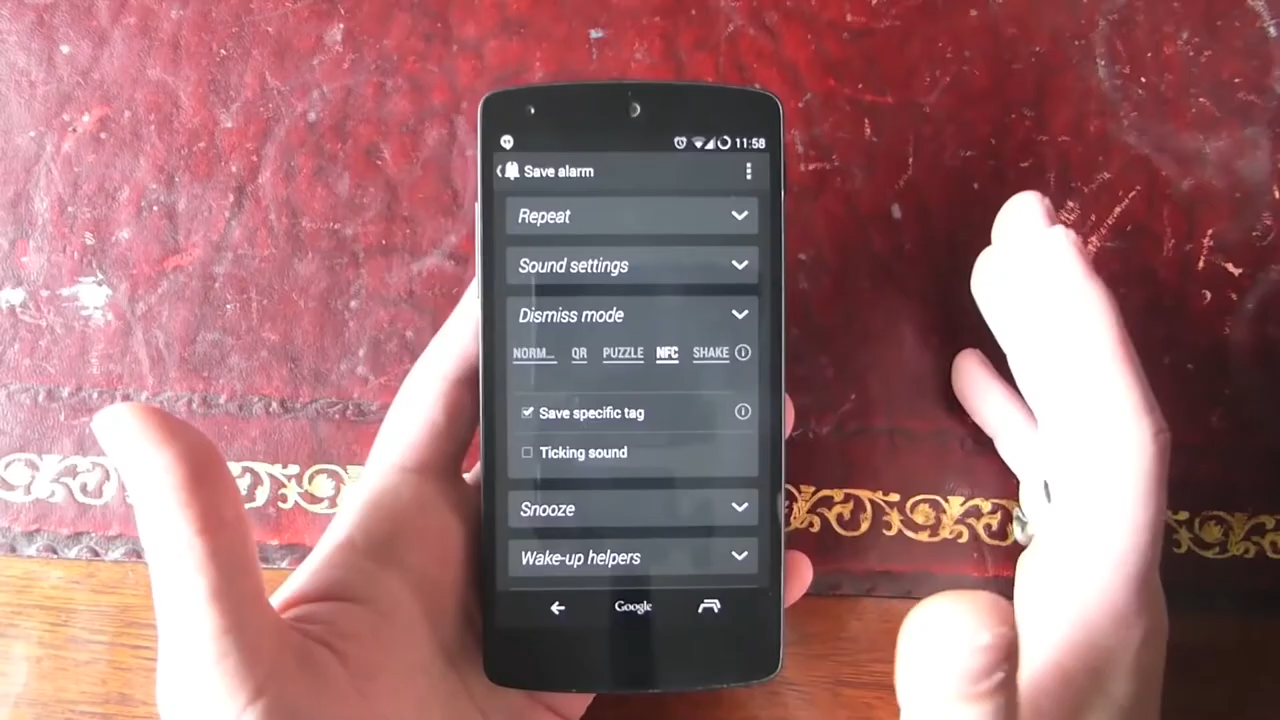 11:58
Save alarm
Repeat
Sound settings
Dismiss mode
NORM... QR PUZZLE NFC SHAKE
Save specific tag
Ticking sound
Snooze
Wake-up helpers
Google